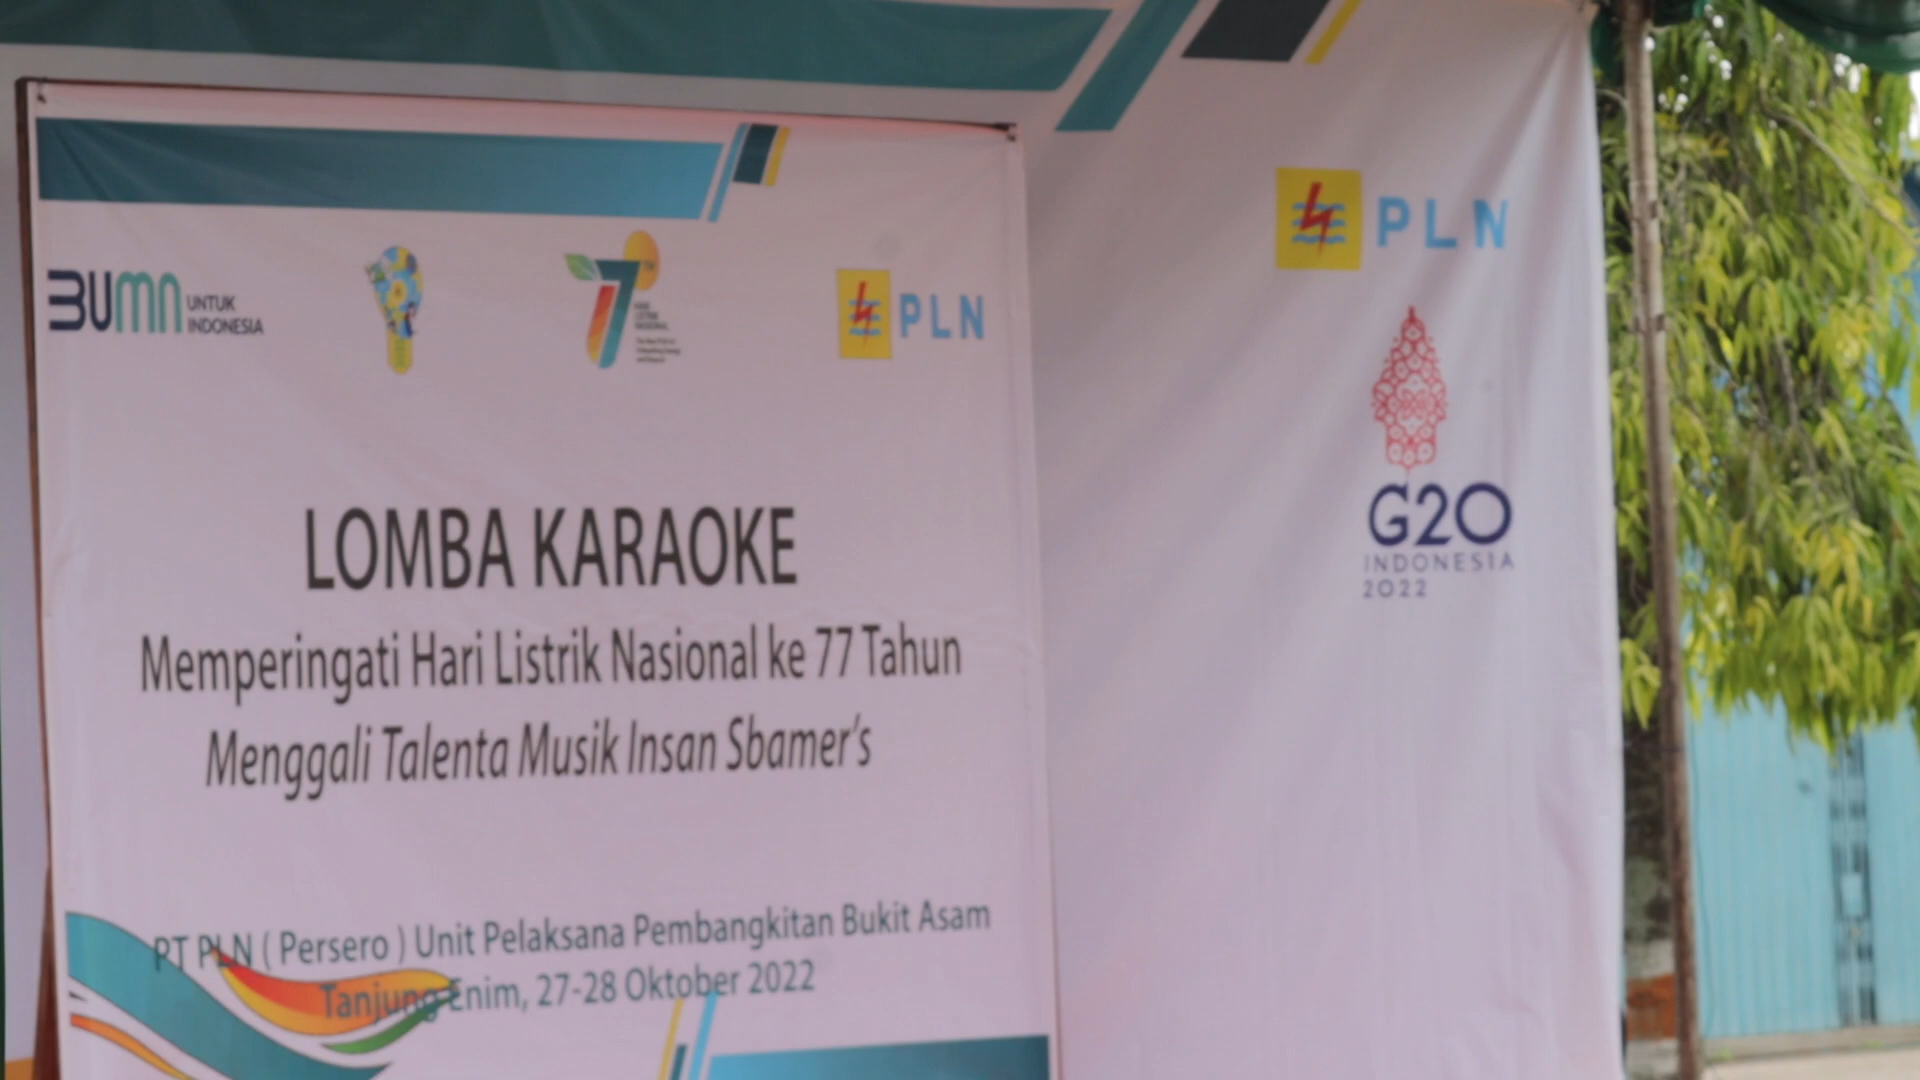 BUMN UNTUK
INDONESIA
PLN
LOMBA KARAOKE
Memperingati Hari Listrik Nasional ke 77 Tahun
Menggali Talenta Musik Insan Sbamer's
PT PLN ( Persero ) Unit Pelaksana Pembangkitan Bukit Asam
Tanjung Enim, 27-28 Oktober 2022
PLN
G20
INDONESIA
2022